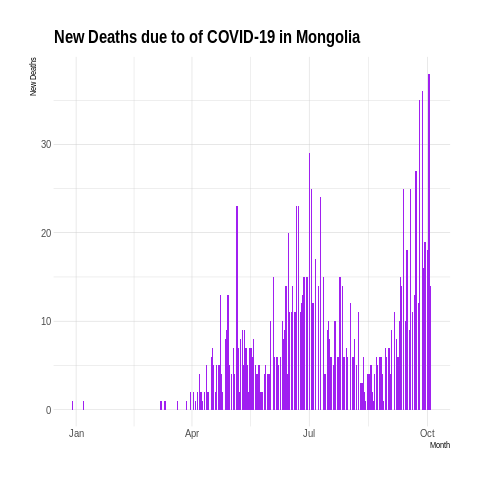 New Deaths due to of COVID-19 in Mongolia
New Deaths
30
20
10
0
Jan Apr Jul Oct
Month